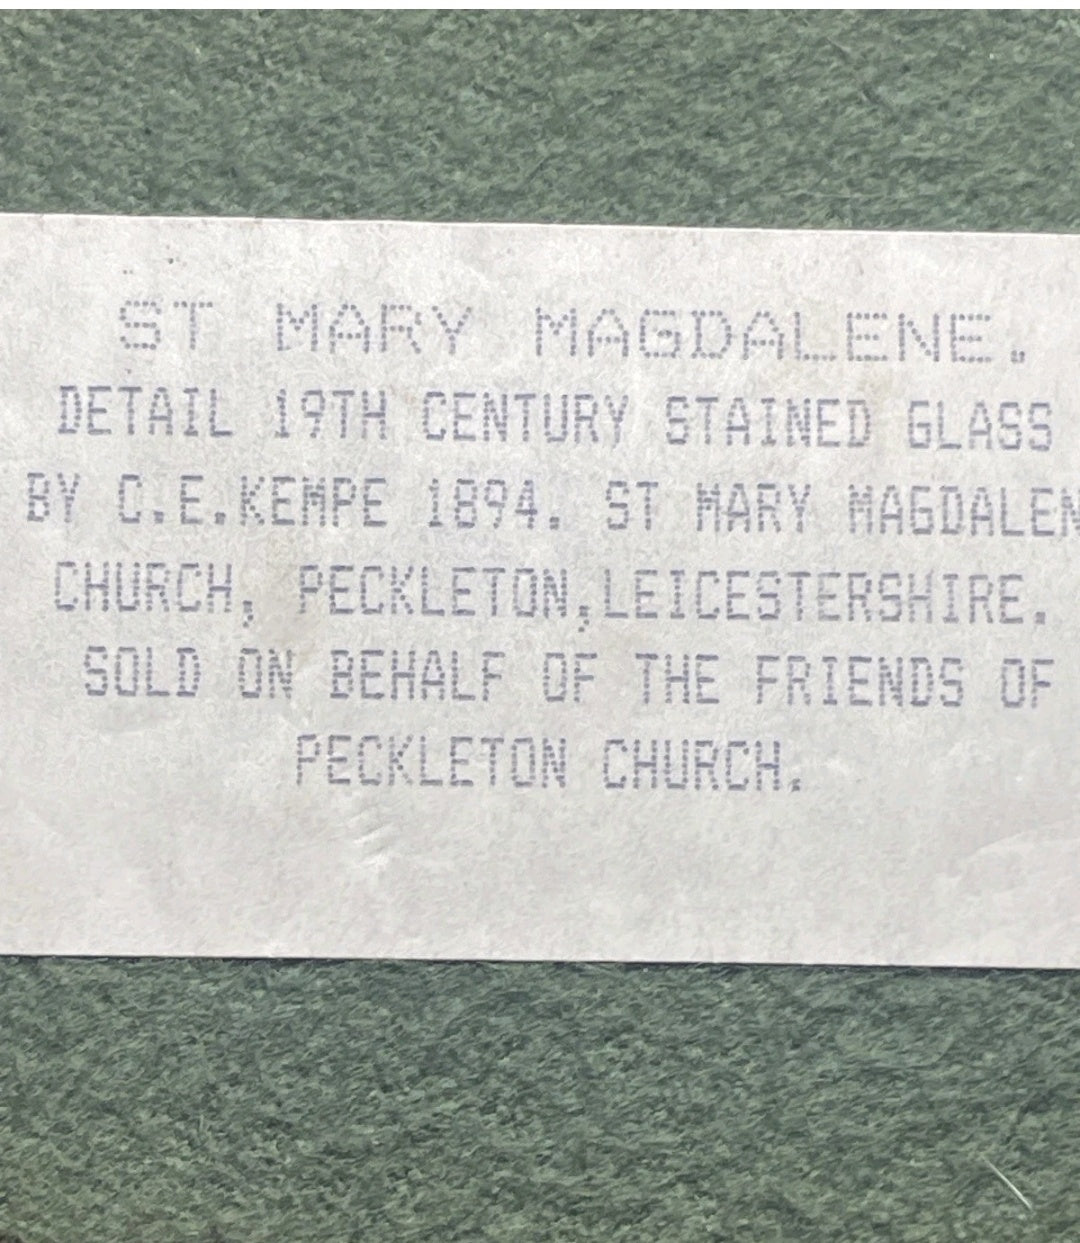 ST MARY MAGDALENE.
DETAIL 19TH CENTURY STAINED GLASS
BY C.E.KEMPE 1894. ST MARY MAGDALEN
CHURCH, PECKLETON,LEICESTERSHIRE.
SOLD ON BEHALF OF THE FRIENDS OF
PECKLETON CHURCH.